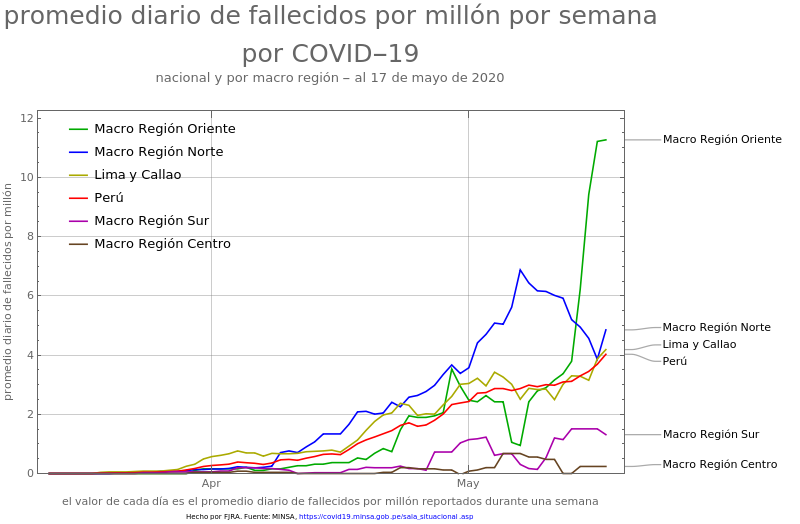 promedio diario de fallecidos por millón por semana
por COVID−19
nacional y por macro región − al 17 de mayo de 2020
promedio diario de fallecidos por millón
12
10
8
6
4
2
0
Apr
May
Macro Región Oriente
Macro Región Norte
Lima y Callao
Perú
Macro Región Sur
Macro Región Centro
Macro Región Oriente
Macro Región Norte
Lima y Callao
Perú
Macro Región Sur
Macro Región Centro
el valor de cada día es el promedio diario de fallecidos por millón reportados durante una semana
Hecho por FJRA. Fuente: MINSA, https://covid19.minsa.gob.pe/sala_situacional .asp